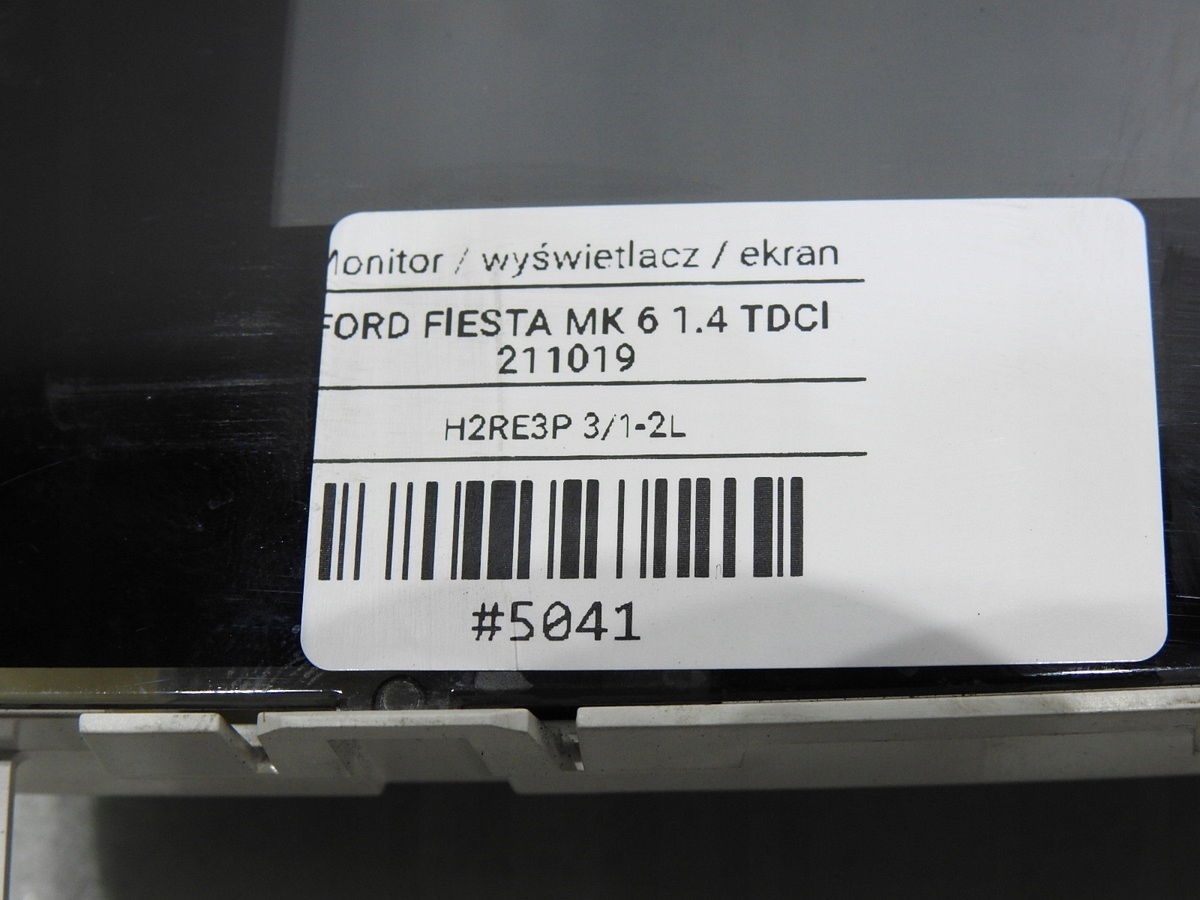 Monitor / wyświetlacz / ekran
FORD FIESTA MK 6 1.4 TDCI
211019
H2RE3P 3/1-2L
#5041